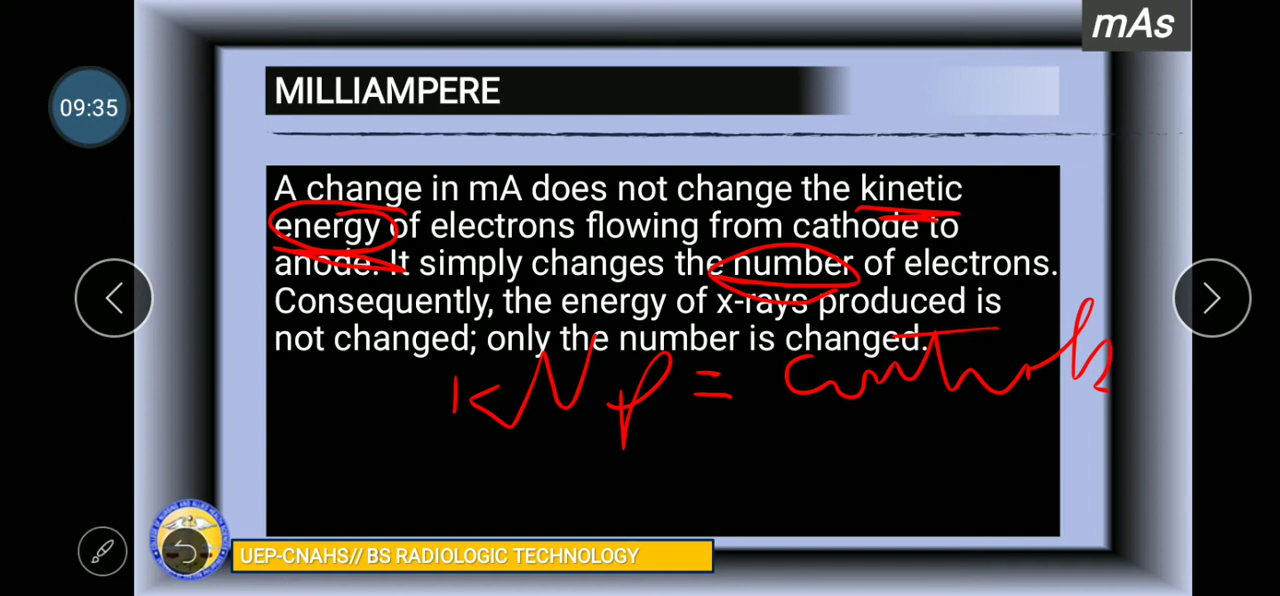 mAs
09:35
MILLIAMPERE
A change in mA does not change the kinetic
energy of electrons flowing from cathode to
anode. It simply changes the number of electrons.
Consequently, the energy of x-rays produced is
not changed; only the number is changed.
kVp = controls
UEP-CNAHS// BS RADIOLOGIC TECHNOLOGY